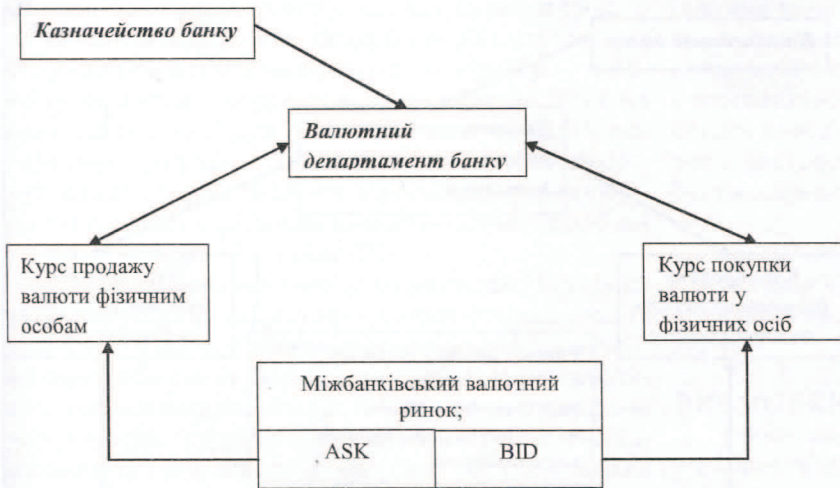 Казначейство банку
Валютний
департамент банку
Курс продажу
валюти фізичним
особам
Курс покупки
валюти у
фізичних осіб
Міжбанківський валютний
ринок;
ASK
BID